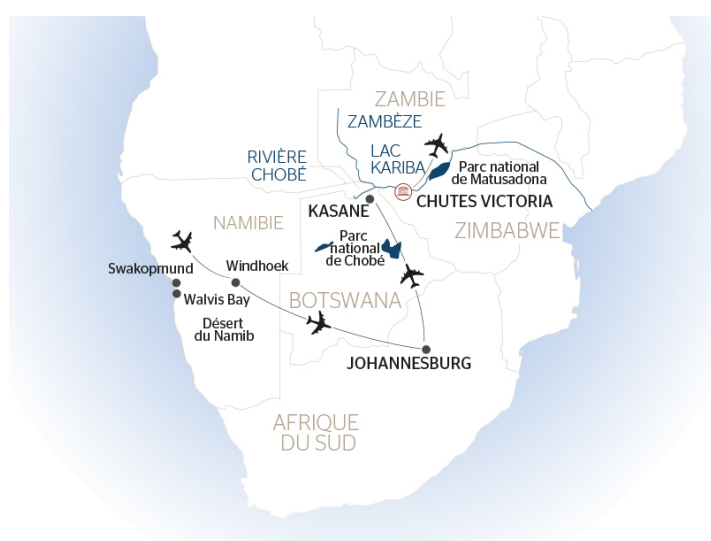 ZAMBIE
ZAMBÈZE
LAC
KARIBA
RIVIÈRE
CHOBÉ
Parc national
de Matusadona
CHUTES VICTORIA
KASANE
NAMIBIE
ZIMBABWE
Parc
national
de Chobé
Swakopmund
Windhoek
Walvis Bay
BOTSWANA
Désert
du Namib
JOHANNESBURG
AFRIQUE
DU SUD